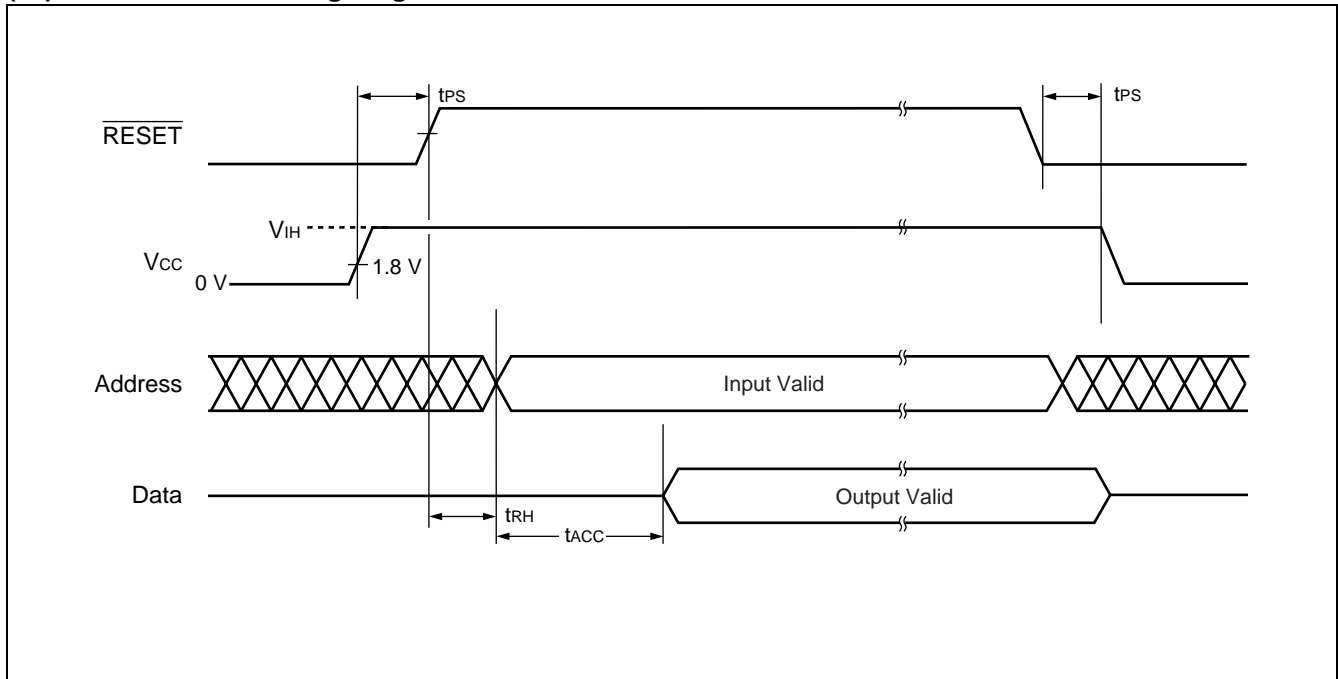 tPS
tPS
RESET
VIH
VCC
1.8 V
0 V
Address
Input Valid
Data
Output Valid
tRH
tACC